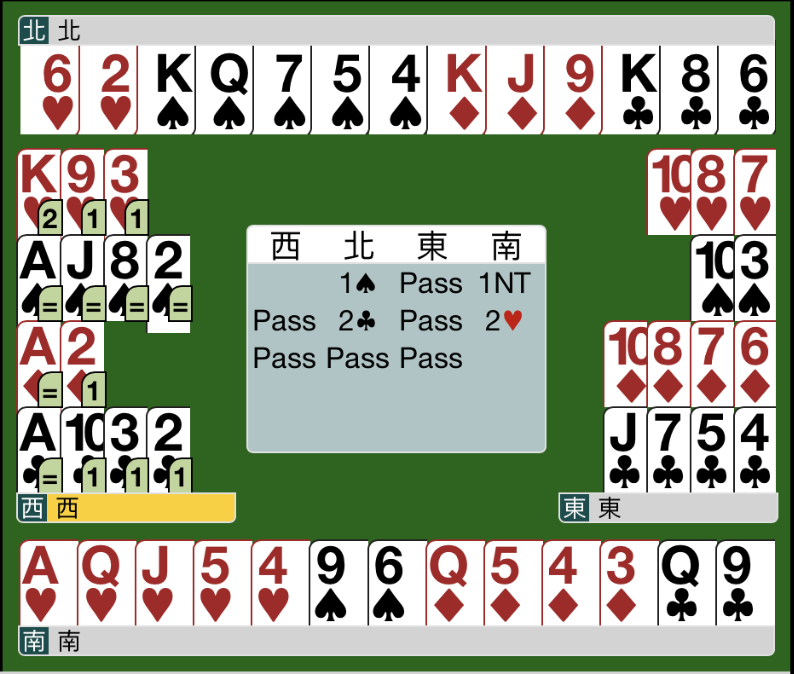 北 北
6 2 K Q 7 5 4 K J 9 K 8 6
K 9 3
2 1 1
10 8 7
A J 8 2
= = = =
10 3
A 2
= 1
10 8 7 6
A 10 3 2
= 1 1 1
J 7 5 4
西 北 東 南
1♠ Pass 1NT
Pass 2♣ Pass 2♥
Pass Pass Pass
西 西
東 東
A Q J 5 4 9 6 Q 5 4 3 Q 9
南 南